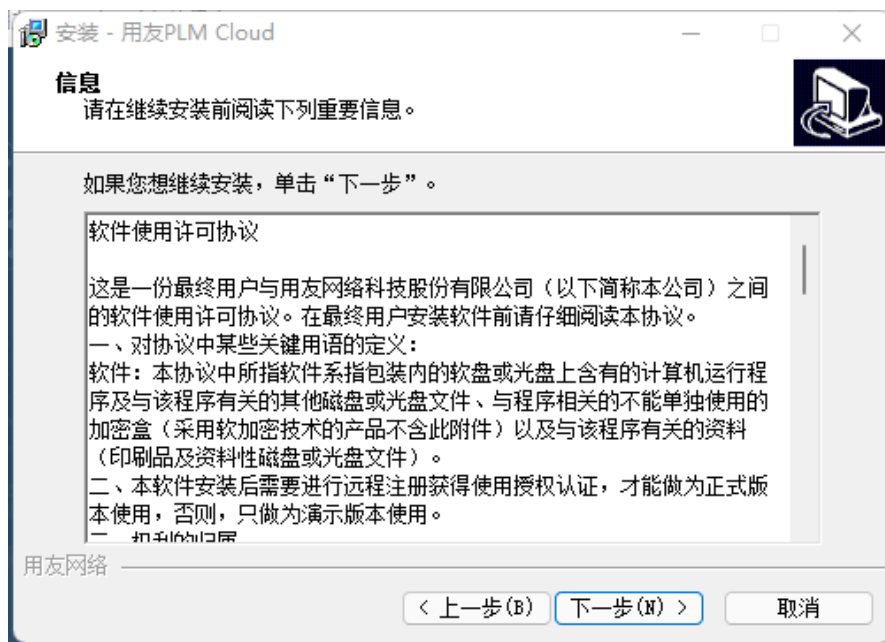 安装 - 用友PLM Cloud
信息
请在继续安装前阅读下列重要信息。
如果您想继续安装，单击“下一步”。
软件使用许可协议
这是一份最终用户与用友网络科技股份有限公司（以下简称本公司）之间
的软件使用许可协议。在最终用户安装软件前请仔细阅读本协议。
一、对协议中某些关键用语的定义：
软件：本协议中所指软件系指包装内的软盘或光盘上含有的计算机运行程
序及与该程序有关的其他磁盘或光盘文件、与程序相关的不能单独使用的
加密盒（采用软加密技术的产品不含此附件）以及与该程序有关的资料
（印刷品及资料性磁盘或光盘文件）。
二、本软件安装后需要进行远程注册获得使用授权认证，才能做为正式版
本使用，否则，只做为演示版本使用。
三、权利的归属
用友网络
< 上一步(B)
下一步(N) >
取消